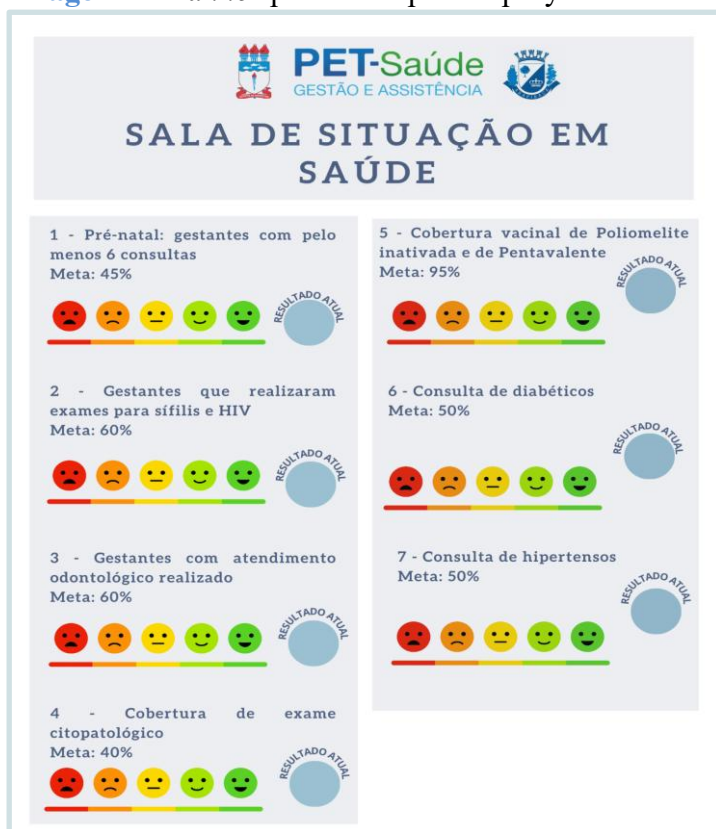 PET-Saúde
GESTÃO E ASSISTÊNCIA
SALA DE SITUAÇÃO EM
SAÚDE
1 - Pré-natal: gestantes com pelo
menos 6 consultas
Meta: 45%
RESULTADO ATUAL
2 - Gestantes que realizaram
exames para sífilis e HIV
Meta: 60%
RESULTADO ATUAL
3 - Gestantes com atendimento
odontológico realizado
Meta: 60%
RESULTADO ATUAL
4 - Cobertura de exame
citopatológico
Meta: 40%
RESULTADO ATUAL
5 - Cobertura vacinal de Poliomelite
inativada e de Pentavalente
Meta: 95%
RESULTADO ATUAL
6 - Consulta de diabéticos
Meta: 50%
RESULTADO ATUAL
7 - Consulta de hipertensos
Meta: 50%
RESULTADO ATUAL